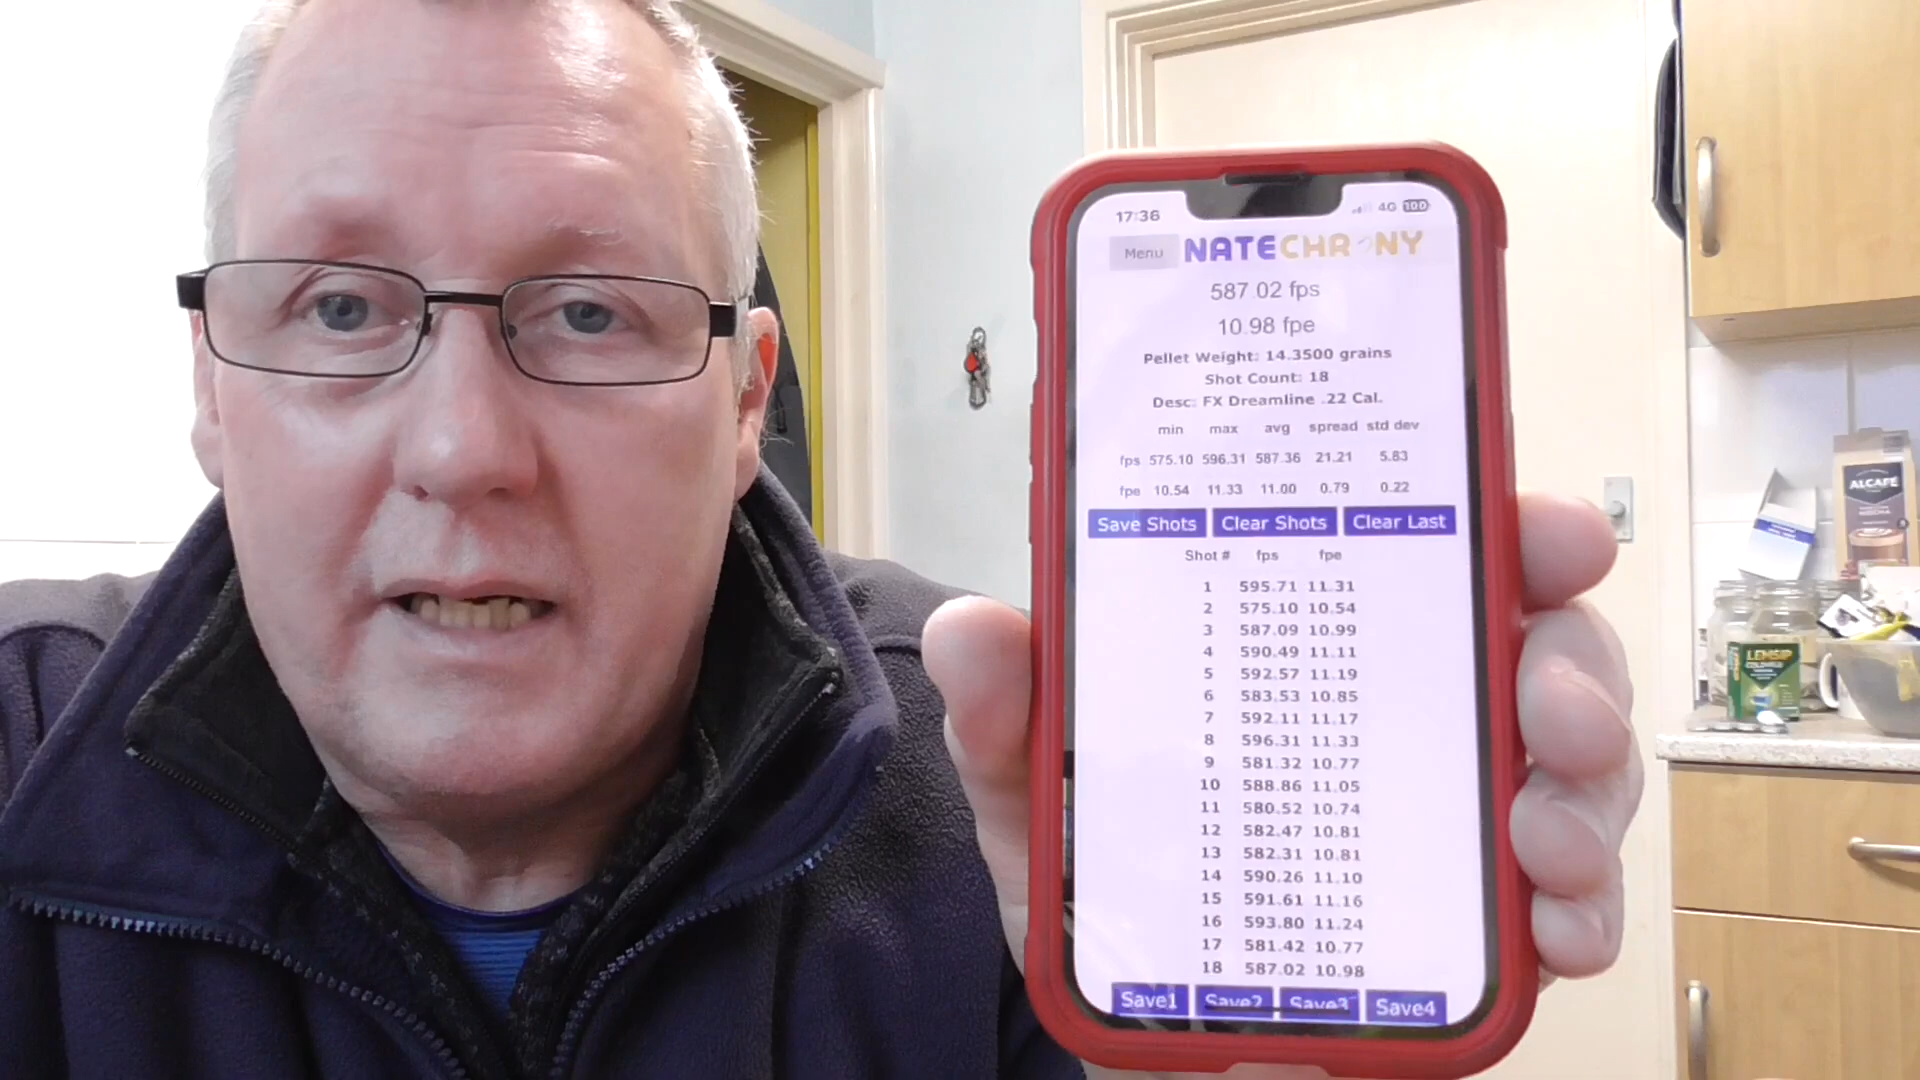 17:36 4G 100
Menu NATECHRONY
587.02 fps
10.98 fpe
Pellet Weight: 14.3500 grains
Shot Count: 18
Desc: FX Dreamline .22 Cal.
min max avg spread std dev
fps 575.10 596.31 587.36 21.21 5.83
fpe 10.54 11.33 11.00 0.79 0.22
Save Shots Clear Shots Clear Last
Shot # fps fpe
1 595.71 11.31
2 575.10 10.54
3 587.09 10.99
4 590.49 11.11
5 592.57 11.19
6 583.53 10.85
7 592.11 11.17
8 596.31 11.33
9 581.32 10.77
10 588.86 11.05
11 580.52 10.74
12 582.47 10.81
13 582.31 10.81
14 590.26 11.10
15 591.61 11.16
16 593.80 11.24
17 581.42 10.77
18 587.02 10.98
Save1 Save2 Save3 Save4
ALCAFÉ
LEMSIP